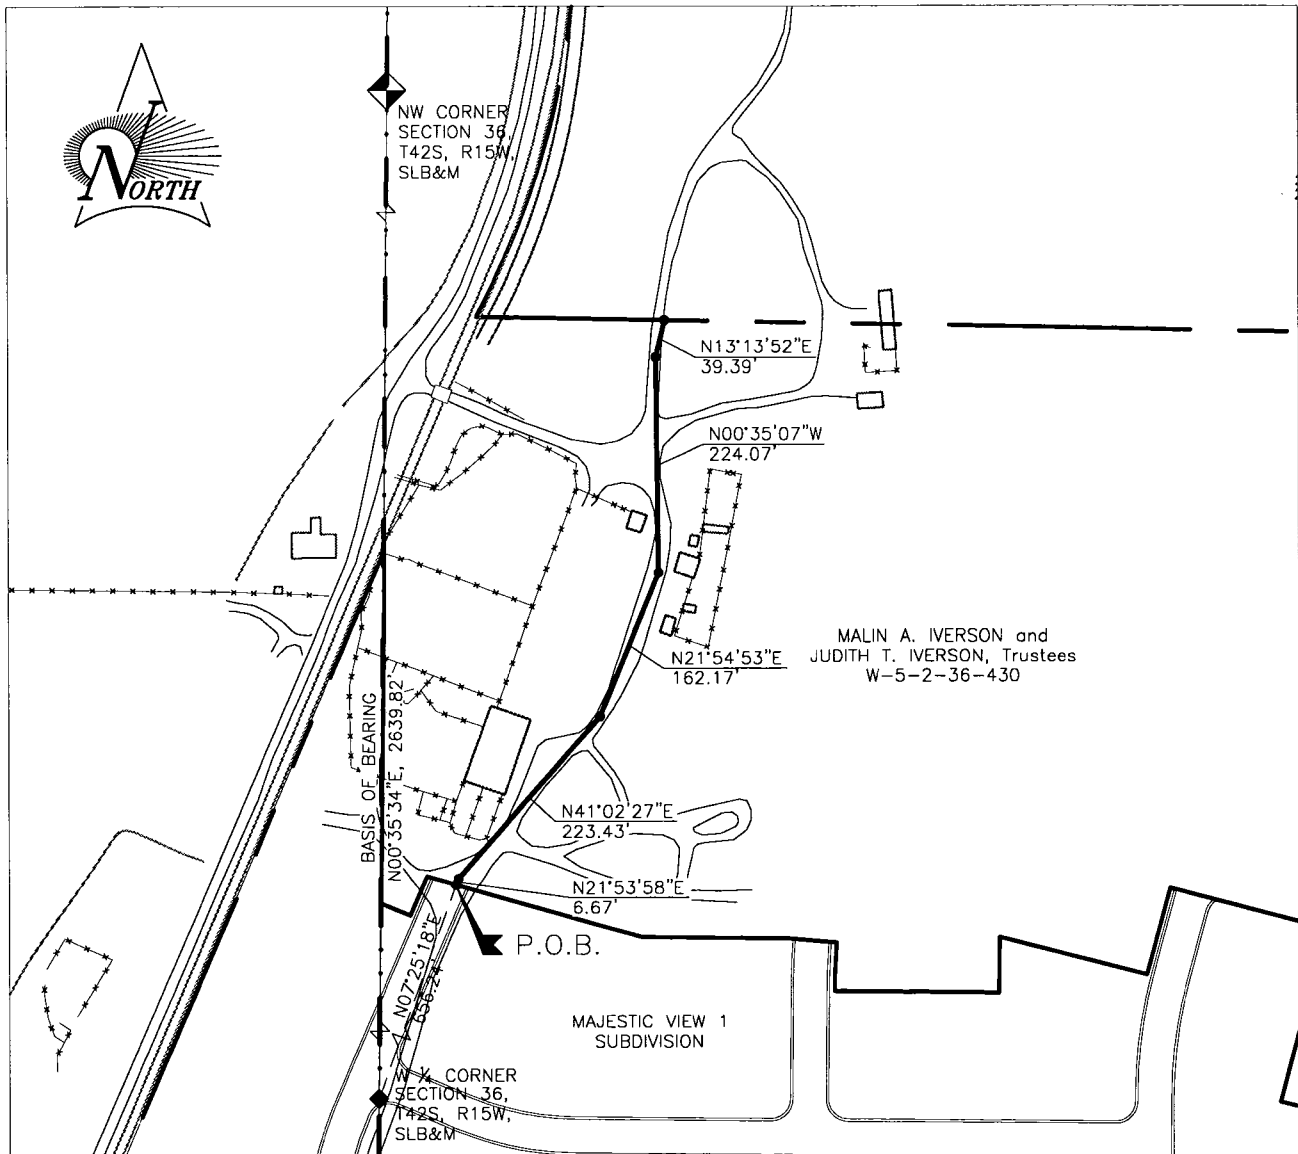 NORTH
NW CORNER
SECTION 36,
T42S, R15W,
SLB&M
N13°13'52"E
39.39'
N00°35'07"W
224.07'
MALIN A. IVERSON and
JUDITH T. IVERSON, Trustees
W-5-2-36-430
N21°54'53"E
162.17'
BASIS OF BEARING
N00°35'34"E, 2639.82'
N41°02'27"E
223.43'
N21°53'58"E
6.67'
P.O.B.
N07°25'18"E
656.24'
MAJESTIC VIEW 1
SUBDIVISION
W ¼ CORNER
SECTION 36,
T42S, R15W,
SLB&M